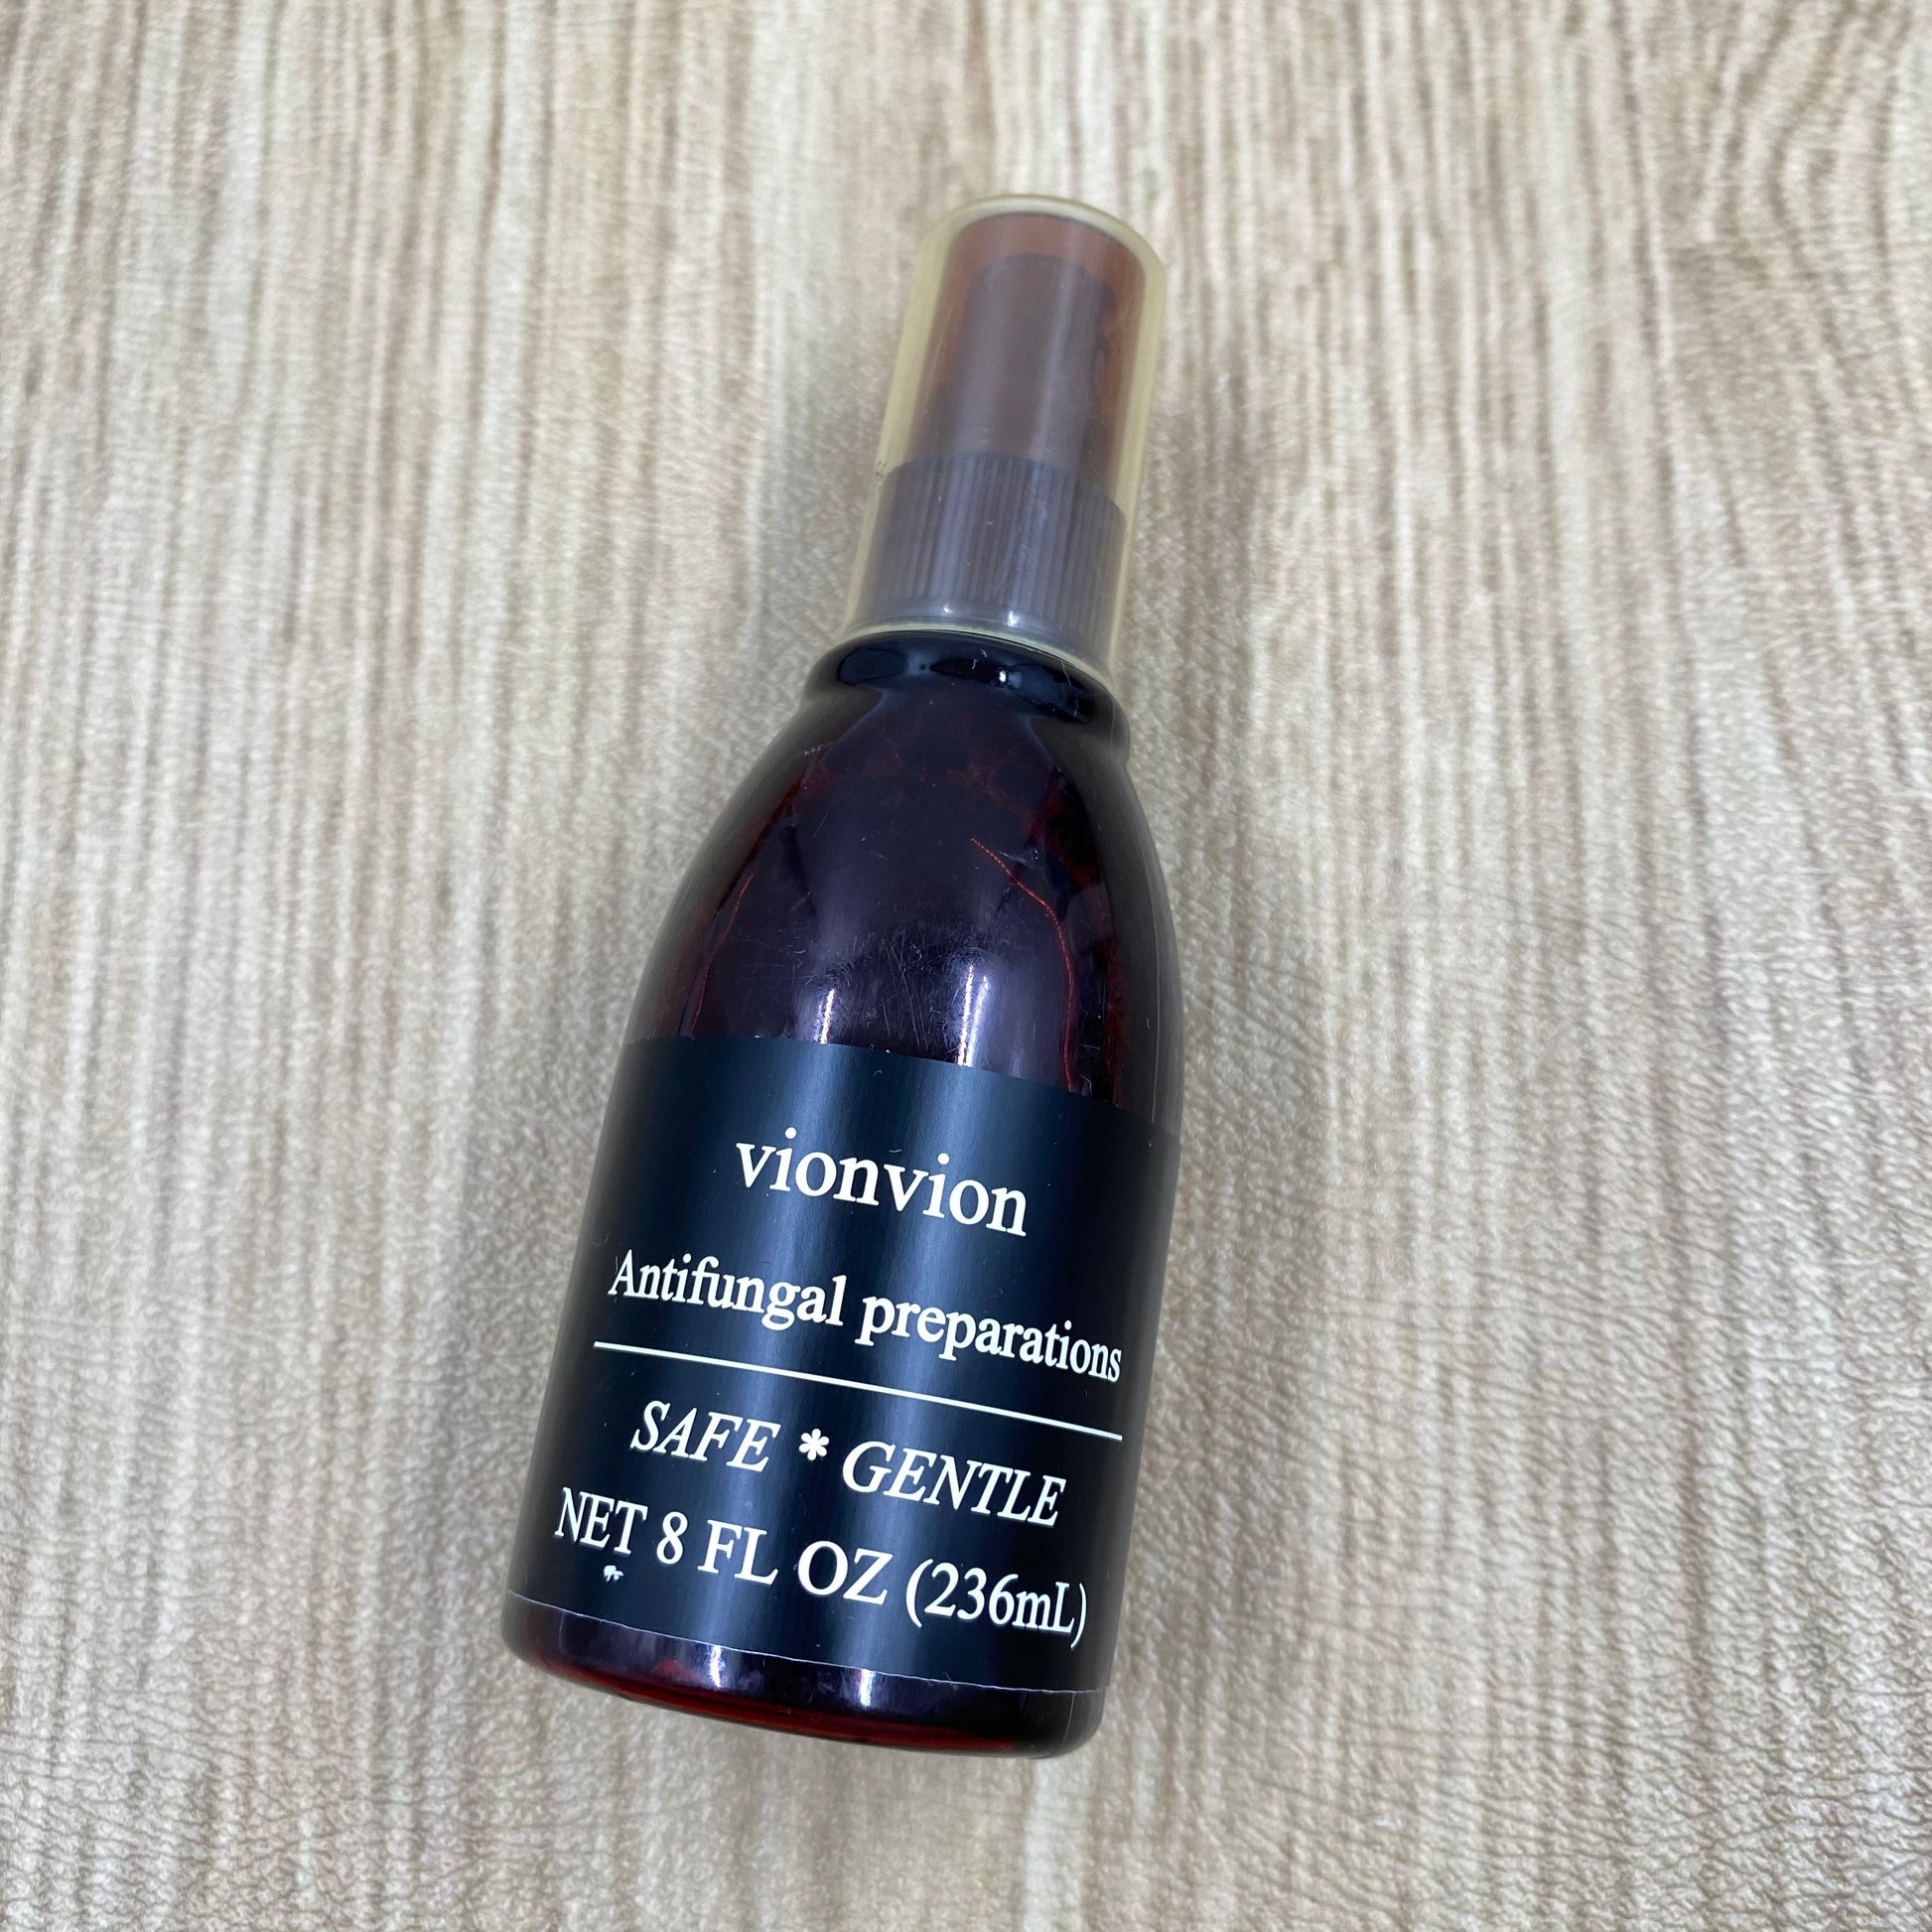 vionvion
Antifungal preparations
SAFE * GENTLE
NET 8 FL OZ (236mL)